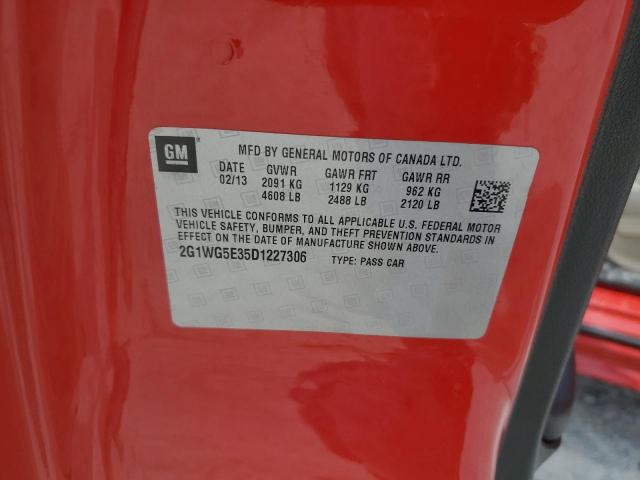 GM
MFD BY GENERAL MOTORS OF CANADA LTD.
DATE GVWR GAWR FRT GAWR RR
02/13 2091 KG 1129 KG 962 KG
4608 LB 2488 LB 2120 LB
THIS VEHICLE CONFORMS TO ALL APPLICABLE U.S. FEDERAL MOTOR
VEHICLE SAFETY, BUMPER, AND THEFT PREVENTION STANDARDS IN
EFFECT ON THE DATE OF MANUFACTURE SHOWN ABOVE.
2G1WG5E35D1227306 TYPE: PASS CAR